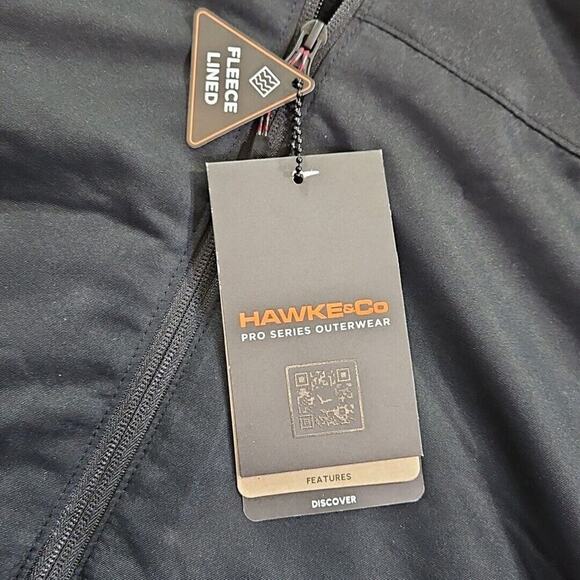 FLEECE
LINED
HAWKE&Co
PRO SERIES OUTERWEAR
FEATURES
DISCOVER